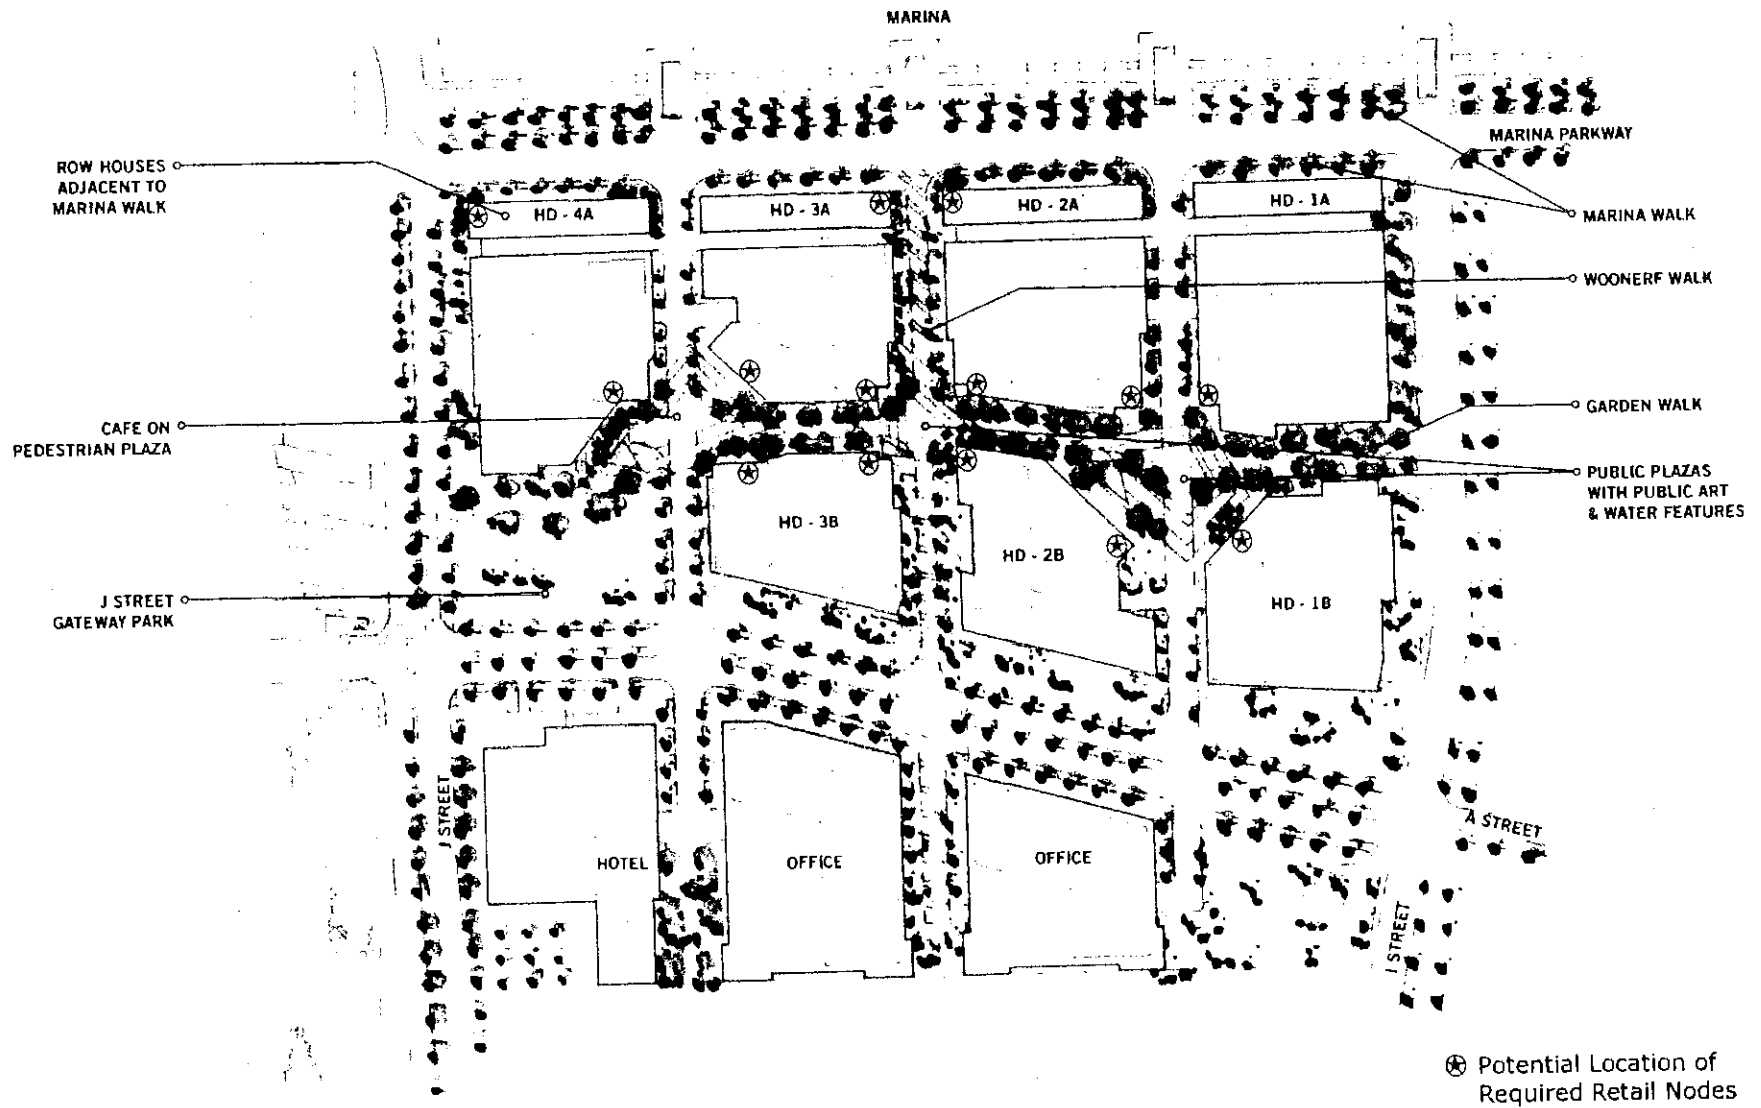 MARINA
MARINA PARKWAY
ROW HOUSES
ADJACENT TO
MARINA WALK
HD - 4A
HD - 3A
HD - 2A
HD - 1A
MARINA WALK
WOONERF WALK
CAFE ON
PEDESTRIAN PLAZA
GARDEN WALK
PUBLIC PLAZAS
WITH PUBLIC ART
& WATER FEATURES
HD - 3B
HD - 2B
HD - 1B
J STREET
GATEWAY PARK
J STREET
A STREET
HOTEL
OFFICE
OFFICE
I STREET
Potential Location of
Required Retail Nodes